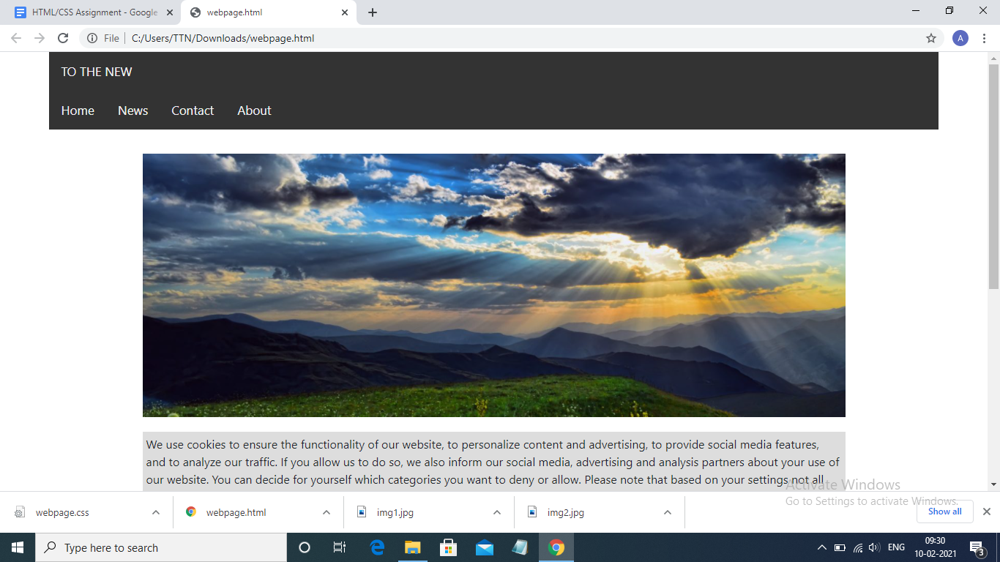 HTML/CSS Assignment - Google
webpage.html
File
C:/Users/TTN/Downloads/webpage.html
A
TO THE NEW
Home News Contact About
We use cookies to ensure the functionality of our website, to personalize content and advertising, to provide social media features,
and to analyze our traffic. If you allow us to do so, we also inform our social media, advertising and analysis partners about your use of
our website. You can decide for yourself which categories you want to deny or allow. Please note that based on your settings not all
Activate Windows
Go to Settings to activate Windows.
webpage.css
webpage.html
img1.jpg
img2.jpg
Show all
Type here to search
ENG
09:30
10-02-2021
3